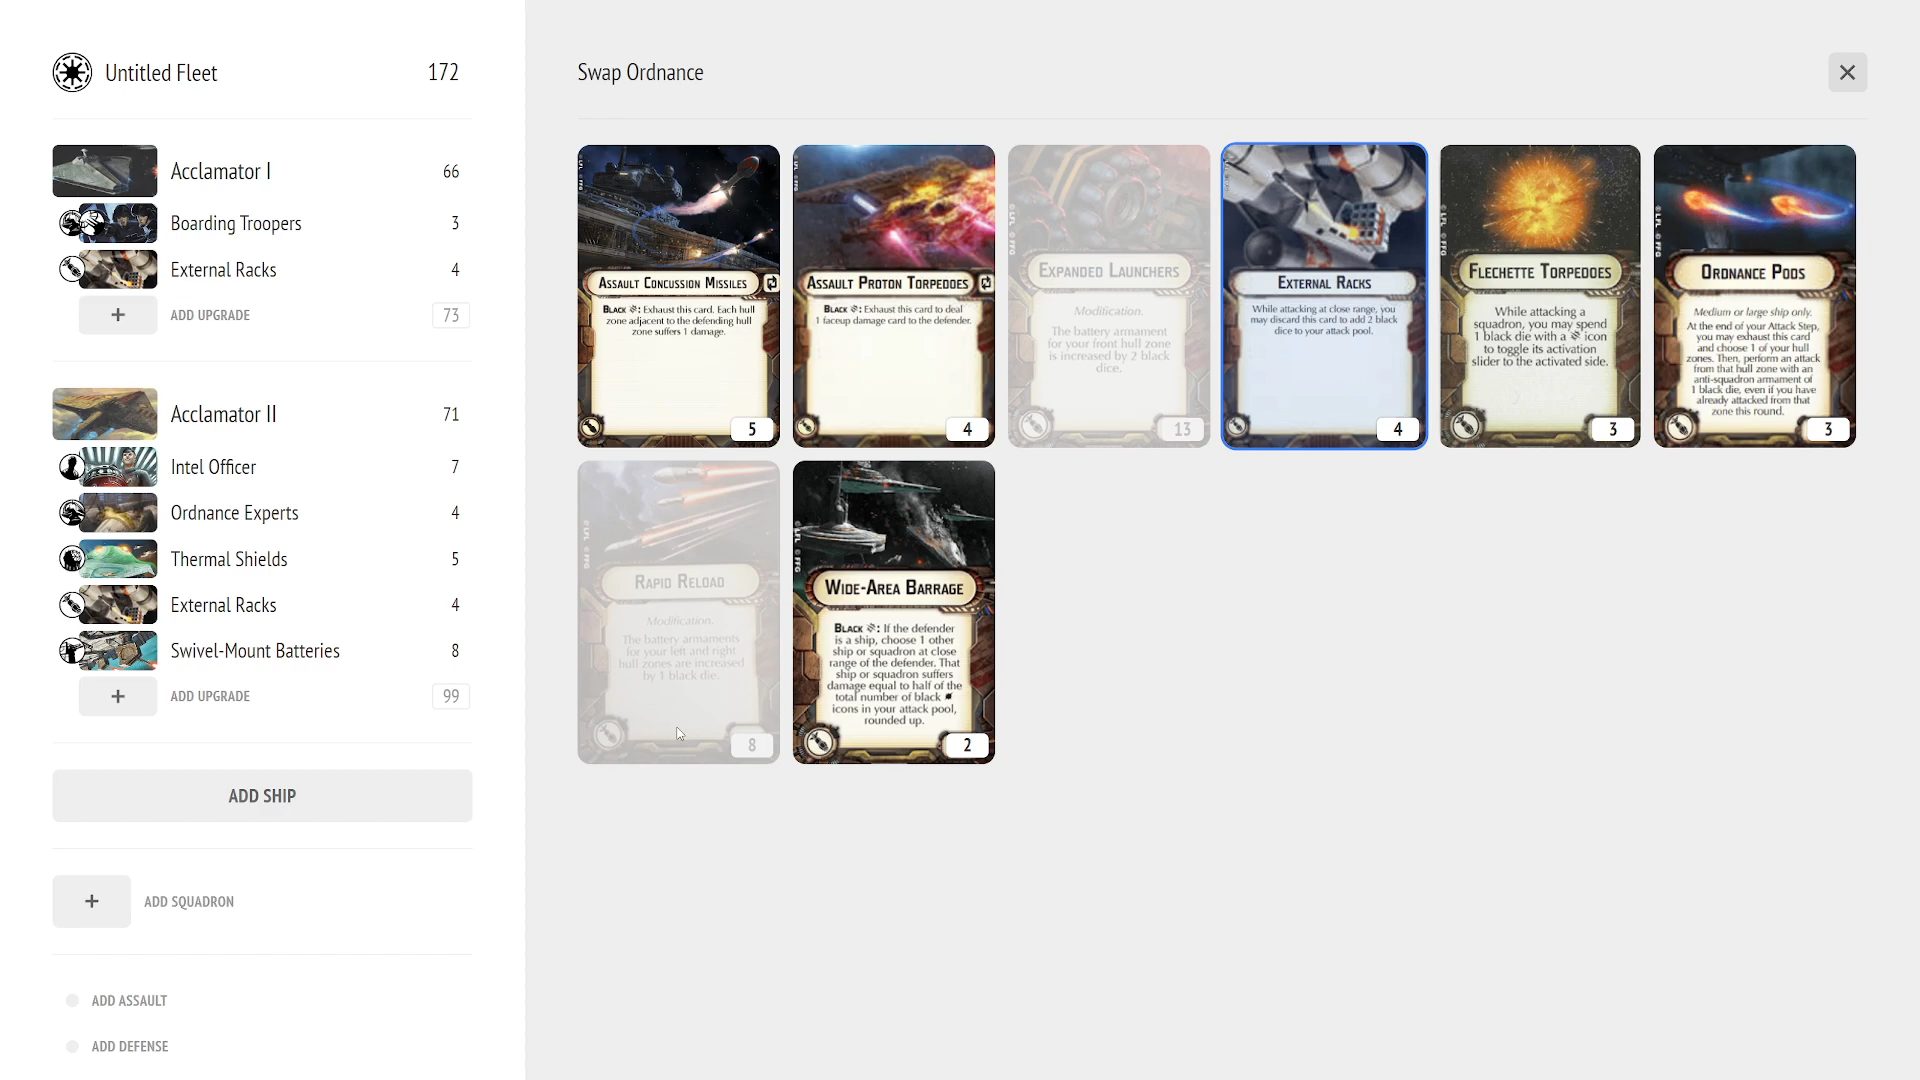 Untitled Fleet 172
Acclamator I 66
Boarding Troopers 3
External Racks 4
+ ADD UPGRADE 73
Acclamator II 71
Intel Officer 7
Ordnance Experts 4
Thermal Shields 5
External Racks 4
Swivel-Mount Batteries 8
+ ADD UPGRADE 99
ADD SHIP
+ ADD SQUADRON
ADD ASSAULT
ADD DEFENSE
Swap Ordnance
Assault Concussion Missiles
Black : Exhaust this card. Each hull
zone adjacent to the defending hull
zone suffers 1 damage.
5
Assault Proton Torpedoes
Black : Exhaust this card to deal
1 faceup damage card to the defender.
4
© LFL © FFG
Expanded Launchers
Modification.
The battery armament
for your front hull zone
is increased by 2 black
dice.
13
External Racks
While attacking at close range, you
may discard this card to add 2 black
dice to your attack pool.
4
© LFL © FFG
Flechette Torpedoes
While attacking a
squadron, you may spend
1 black die with a icon
to toggle its activation
slider to the activated side.
3
© LFL © FFG
Ordnance Pods
Medium or large ship only.
At the end of your Attack Step,
you may exhaust this card
and choose 1 of your hull
zones. Then, perform an attack
from that hull zone with an
anti-squadron armament of
1 black die, even if you have
already attacked from that
zone this round.
3
© LFL © FFG
Rapid Reload
Modification.
The battery armaments
for your left and right
hull zones are increased
by 1 black die.
8
© LFL © FFG
Wide-Area Barrage
Black : If the defender
is a ship, choose 1 other
ship or squadron at close
range of the defender. That
ship or squadron suffers
damage equal to half of the
total number of black
icons in your attack pool,
rounded up.
2